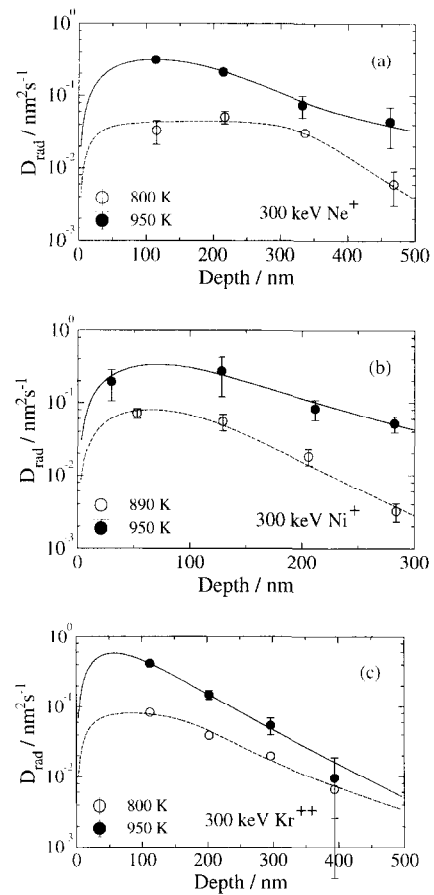 10⁰
(a)
10⁻¹
D_rad / nm²s⁻¹
10⁻²
800 K
950 K
300 keV Ne⁺
10⁻³
0 100 200 300 400 500
Depth / nm
10⁰
(b)
10⁻¹
D_rad / nm²s⁻¹
10⁻²
890 K
950 K
300 keV Ni⁺
10⁻³
0 100 200 300
Depth / nm
10⁰
(c)
10⁻¹
D_rad / nm²s⁻¹
10⁻²
800 K
950 K
300 keV Kr⁺⁺
10⁻³
0 100 200 300 400 500
Depth / nm